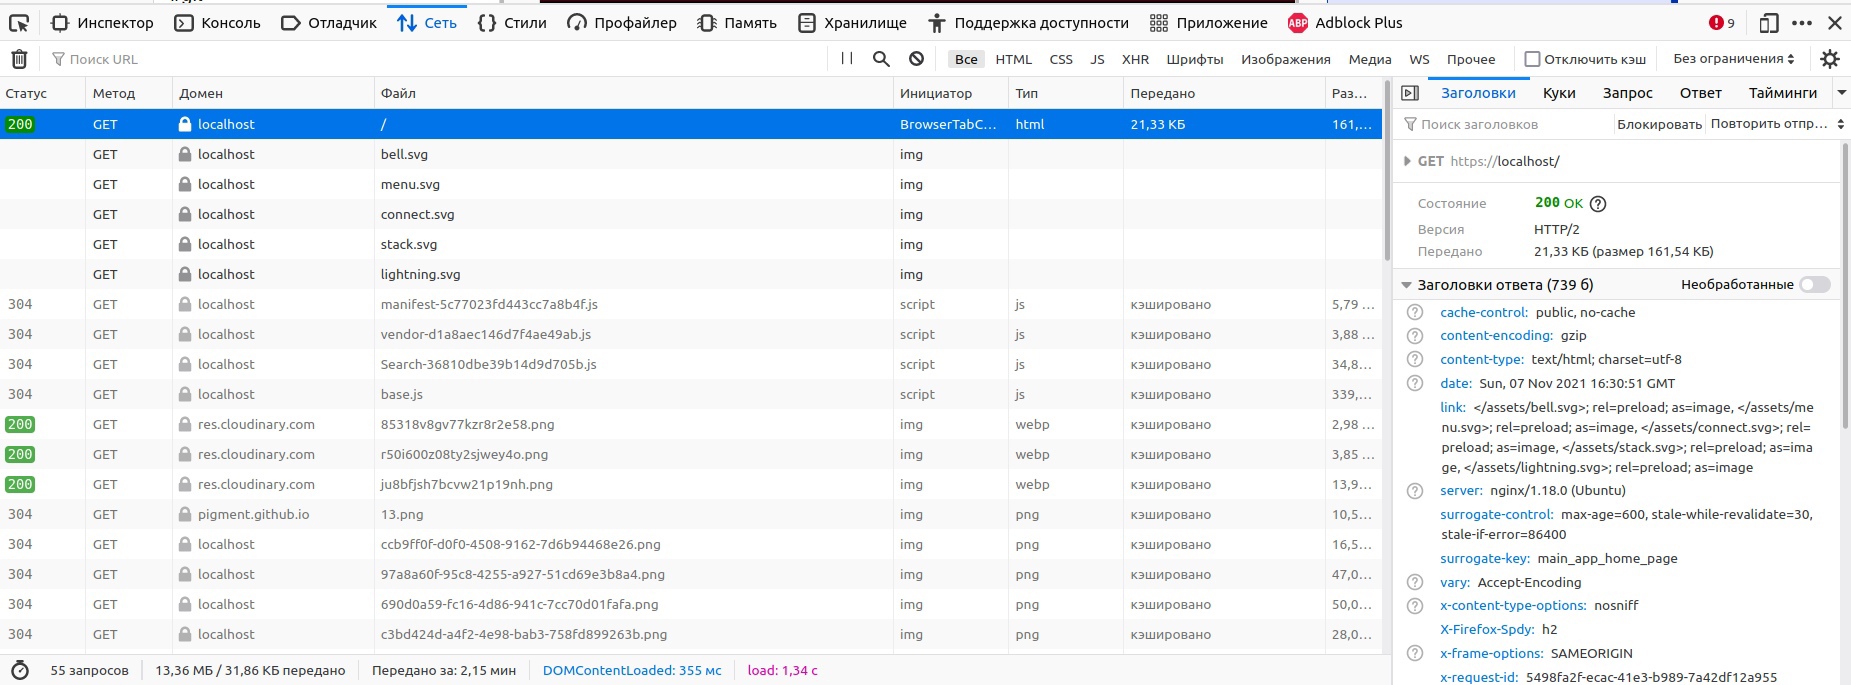 Инспектор Консоль Отладчик Сеть Стили Профайлер Память Хранилище Поддержка доступности Приложение ABP Adblock Plus 9
Поиск URL Все HTML CSS JS XHR Шрифты Изображения Медиа WS Прочее Отключить кэш Без ограничения
Статус Метод Домен Файл Инициатор Тип Передано Раз...
200 GET localhost / BrowserTabC... html 21,33 КБ 161,...
GET localhost bell.svg img
GET localhost menu.svg img
GET localhost connect.svg img
GET localhost stack.svg img
GET localhost lightning.svg img
304 GET localhost manifest-5c77023fd443cc7a8b4f.js script js кэшировано 5,79 ...
304 GET localhost vendor-d1a8aec146d7f4ae49ab.js script js кэшировано 3,88 ...
304 GET localhost Search-36810dbe39b14d9d705b.js script js кэшировано 34,8...
304 GET localhost base.js script js кэшировано 339,...
200 GET res.cloudinary.com 85318v8gv77kzr8r2e58.png img webp кэшировано 2,98 ...
200 GET res.cloudinary.com r50i600z08ty2sjwey4o.png img webp кэшировано 3,85 ...
200 GET res.cloudinary.com ju8bfjsh7bcvw21p19nh.png img webp кэшировано 13,9...
304 GET pigment.github.io 13.png img png кэшировано 10,5...
304 GET localhost ccb9ff0f-d0f0-4508-9162-7d6b94468e26.png img png кэшировано 16,5...
304 GET localhost 97a8a60f-95c8-4255-a927-51cd69e3b8a4.png img png кэшировано 47,0...
304 GET localhost 690d0a59-fc16-4d86-941c-7cc70d01fafa.png img png кэшировано 50,0...
304 GET localhost c3bd424d-a4f2-4e98-bab3-758fd899263b.png img png кэшировано 28,0...
55 запросов 13,36 МБ / 31,86 КБ передано Передано за: 2,15 мин DOMContentLoaded: 355 мс load: 1,34 с
Заголовки Куки Запрос Ответ Тайминги
Поиск заголовков Блокировать Повторить отпр...
GET https://localhost/
Состояние 200 OK
Версия HTTP/2
Передано 21,33 КБ (размер 161,54 КБ)
Заголовки ответа (739 б) Необработанные
cache-control: public, no-cache
content-encoding: gzip
content-type: text/html; charset=utf-8
date: Sun, 07 Nov 2021 16:30:51 GMT
link: </assets/bell.svg>; rel=preload; as=image, </assets/me
nu.svg>; rel=preload; as=image, </assets/connect.svg>; rel=
preload; as=image, </assets/stack.svg>; rel=preload; as=ima
ge, </assets/lightning.svg>; rel=preload; as=image
server: nginx/1.18.0 (Ubuntu)
surrogate-control: max-age=600, stale-while-revalidate=30,
stale-if-error=86400
surrogate-key: main_app_home_page
vary: Accept-Encoding
x-content-type-options: nosniff
X-Firefox-Spdy: h2
x-frame-options: SAMEORIGIN
x-request-id: 5498fa2f-ecac-41e3-b989-7a42df12a955